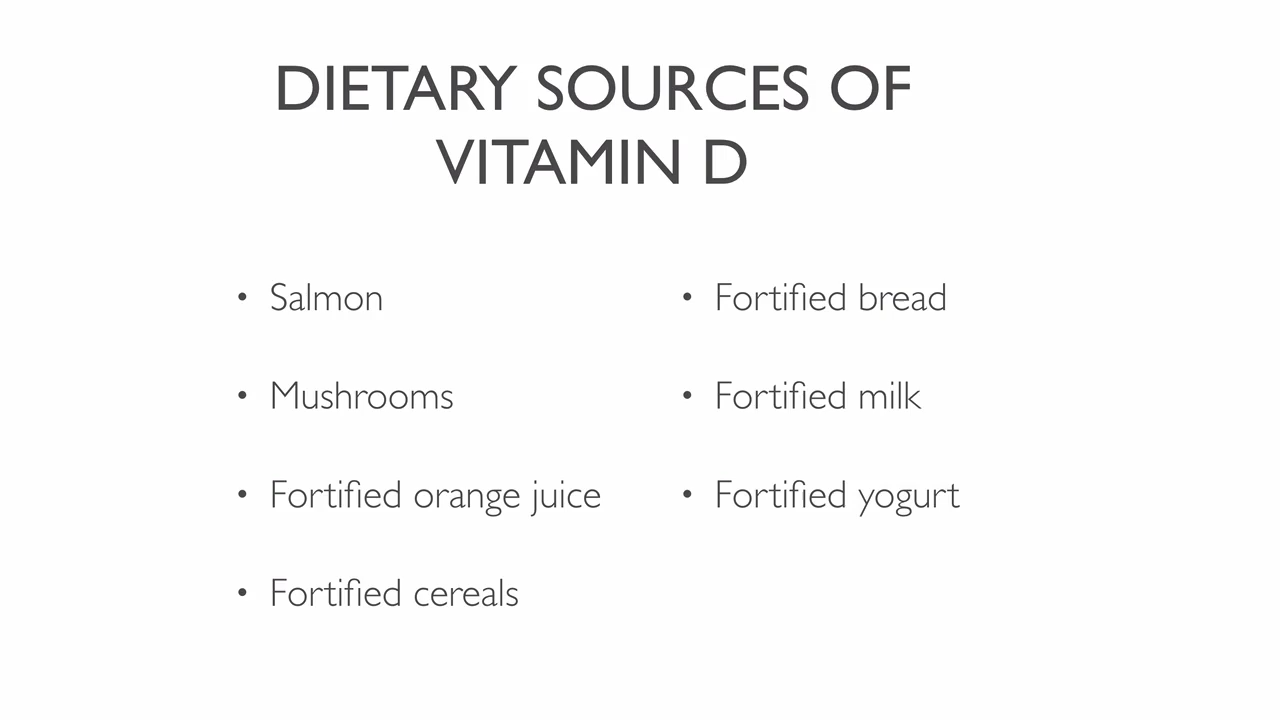 DIETARY SOURCES OF
VITAMIN D
• Salmon
• Mushrooms
• Fortified orange juice
• Fortified cereals
• Fortified bread
• Fortified milk
• Fortified yogurt